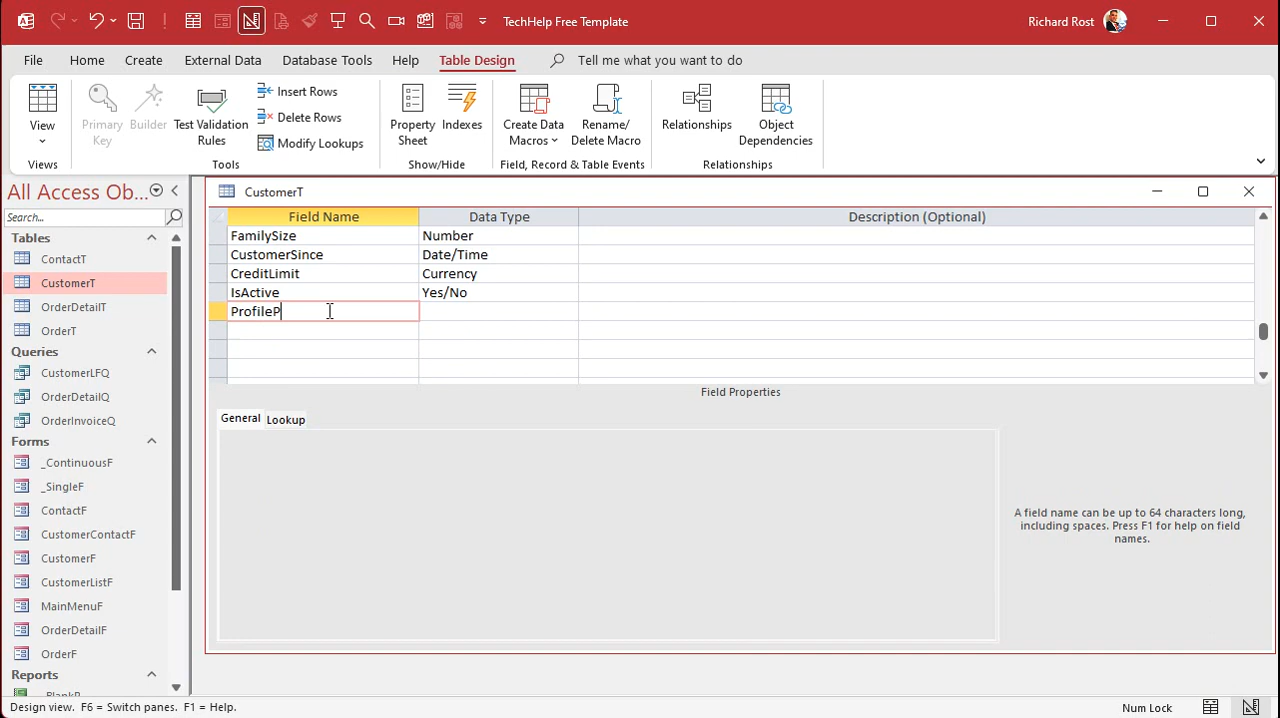 TechHelp Free Template
Richard Rost
File
Home
Create
External Data
Database Tools
Help
Table Design
Tell me what you want to do
View
Primary Key
Builder
Test Validation Rules
Insert Rows
Delete Rows
Modify Lookups
Property Sheet
Indexes
Create Data Macros
Rename/ Delete Macro
Relationships
Object Dependencies
Views
Tools
Show/Hide
Field, Record & Table Events
Relationships
All Access Ob...
Search...
Tables
ContactT
CustomerT
OrderDetailT
OrderT
Queries
CustomerLFQ
OrderDetailQ
OrderInvoiceQ
Forms
_ContinuousF
_SingleF
ContactF
CustomerContactF
CustomerF
CustomerListF
MainMenuF
OrderDetailF
OrderF
Reports
CustomerT
Field Name Data Type Description (Optional)
FamilySize Number
CustomerSince Date/Time
CreditLimit Currency
IsActive Yes/No
ProfileP
Field Properties
General Lookup
A field name can be up to 64 characters long,
including spaces. Press F1 for help on field
names.
Design view. F6 = Switch panes. F1 = Help.
Num Lock